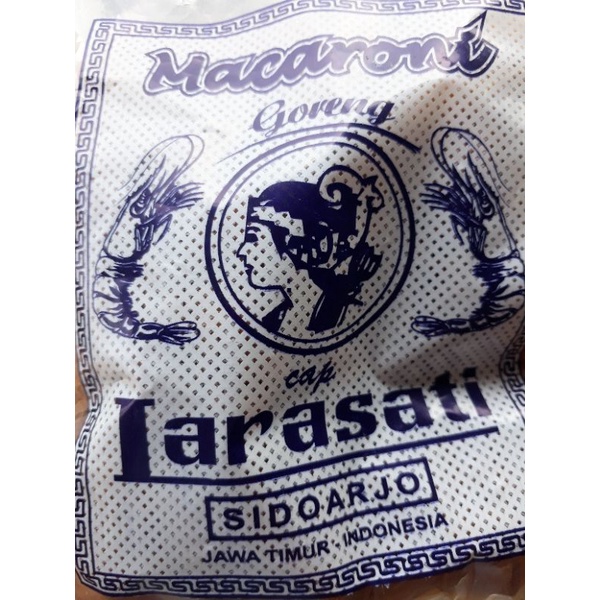 Macaroni
Goreng
cap
Larasati
SIDOARJO
JAWA TIMUR - INDONESIA